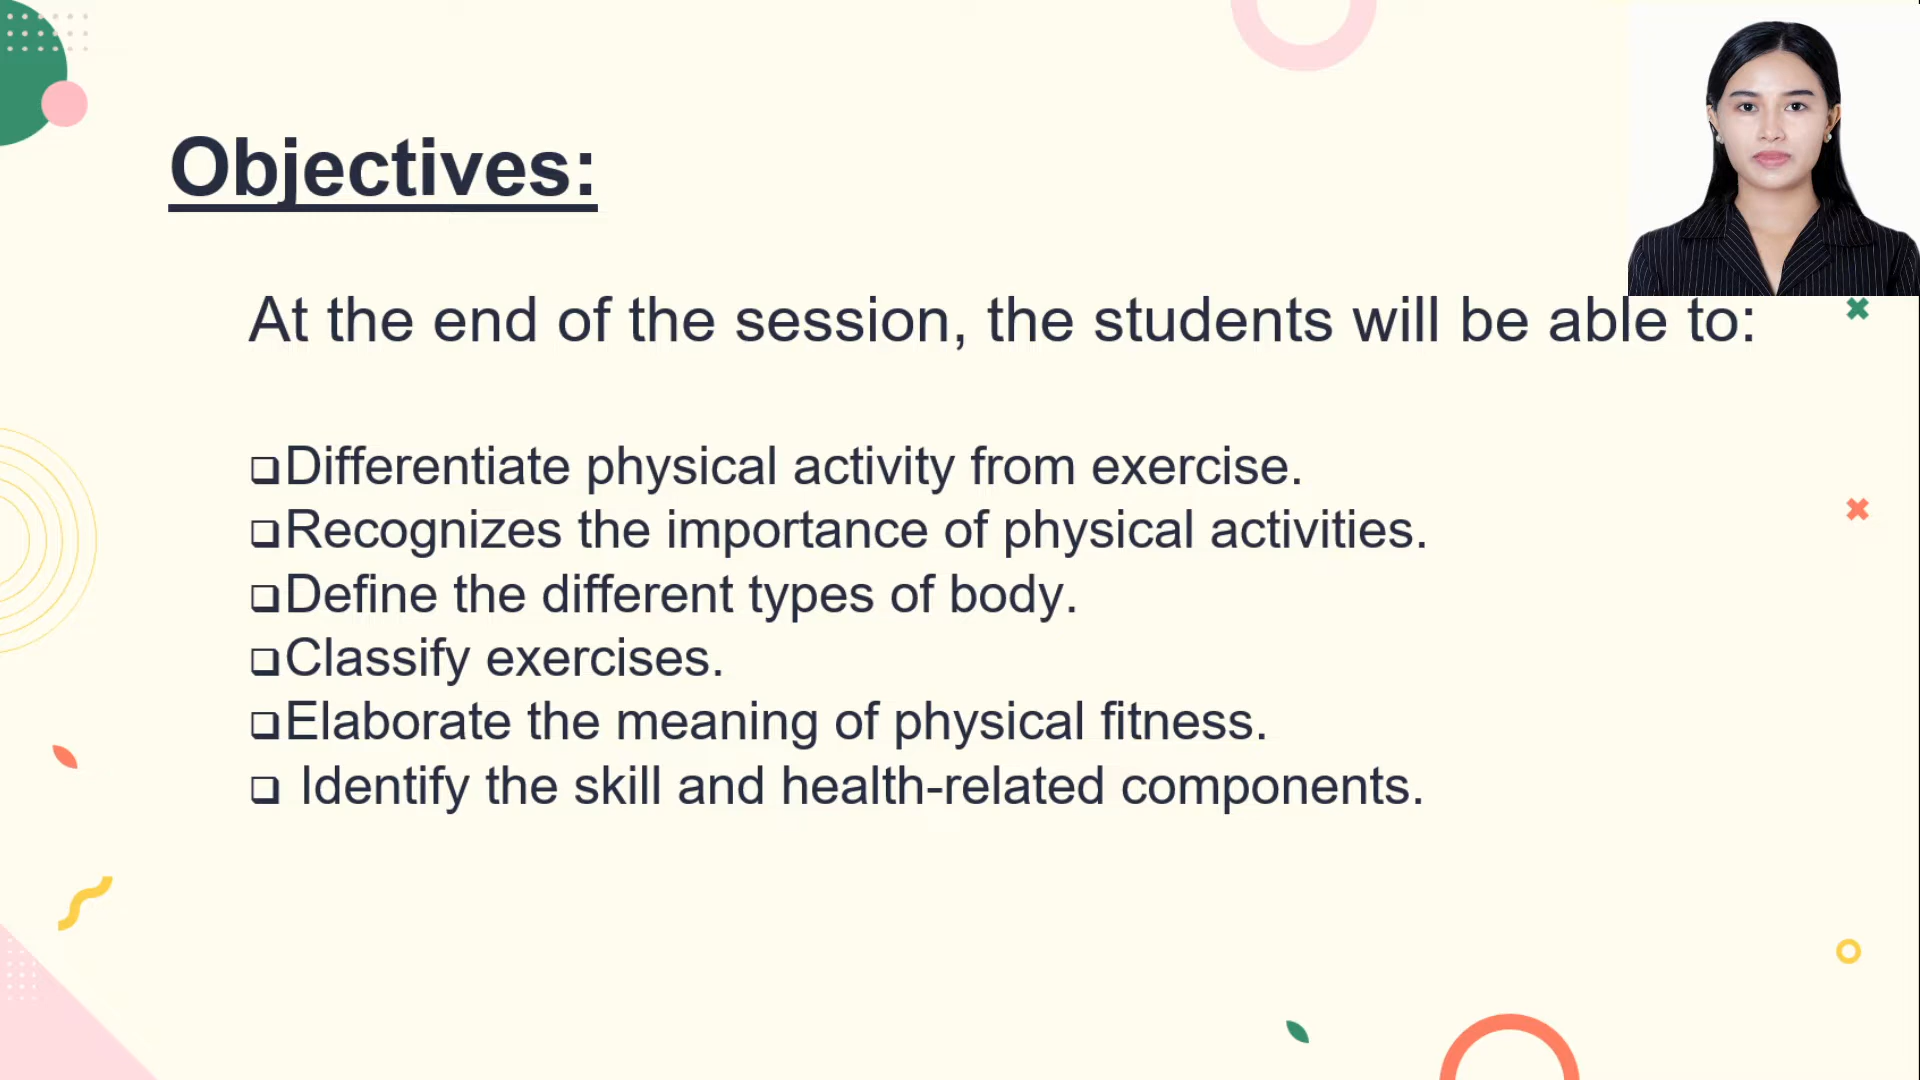 Objectives:
At the end of the session, the students will be able to:
❑Differentiate physical activity from exercise.
❑Recognizes the importance of physical activities.
❑Define the different types of body.
❑Classify exercises.
❑Elaborate the meaning of physical fitness.
❑ Identify the skill and health-related components.